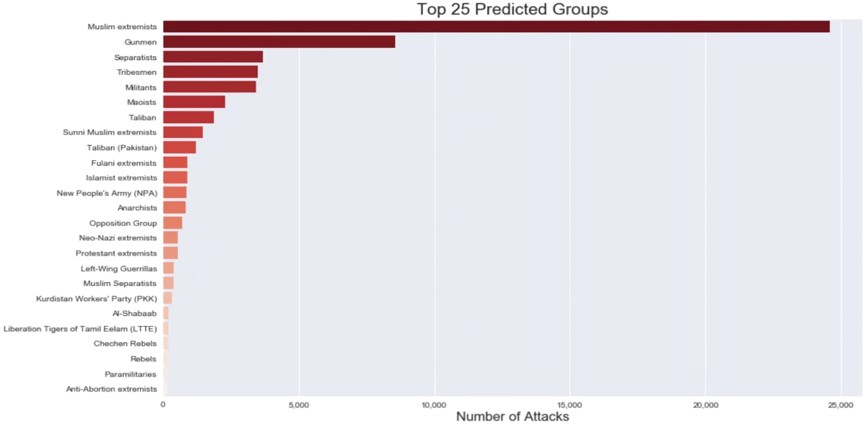 Top 25 Predicted Groups
Muslim extremists
Gunmen
Separatists
Tribesmen
Militants
Maoists
Taliban
Sunni Muslim extremists
Taliban (Pakistan)
Fulani extremists
Islamist extremists
New People's Army (NPA)
Anarchists
Opposition Group
Neo-Nazi extremists
Protestant extremists
Left-Wing Guerrillas
Muslim Separatists
Kurdistan Workers' Party (PKK)
Al-Shabaab
Liberation Tigers of Tamil Eelam (LTTE)
Chechen Rebels
Rebels
Paramilitaries
Anti-Abortion extremists
0 5,000 10,000 15,000 20,000 25,000
Number of Attacks